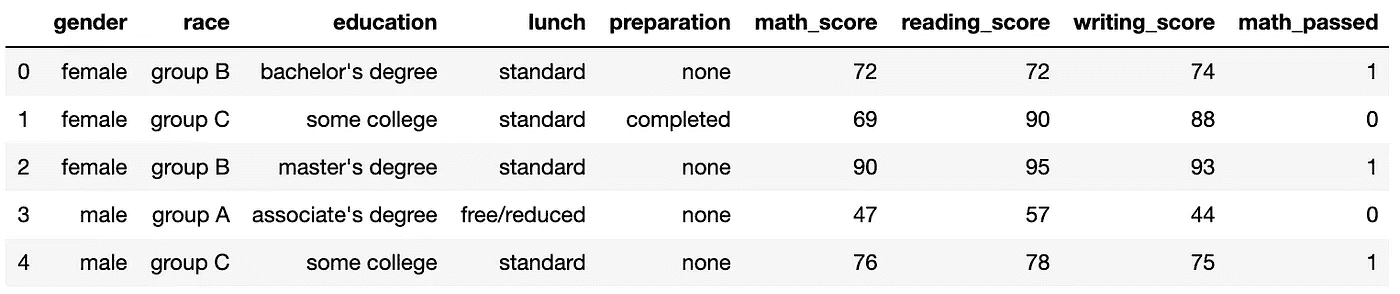 gender race education lunch preparation math_score reading_score writing_score math_passed
0 female group B bachelor's degree standard none 72 72 74 1
1 female group C some college standard completed 69 90 88 0
2 female group B master's degree standard none 90 95 93 1
3 male group A associate's degree free/reduced none 47 57 44 0
4 male group C some college standard none 76 78 75 1